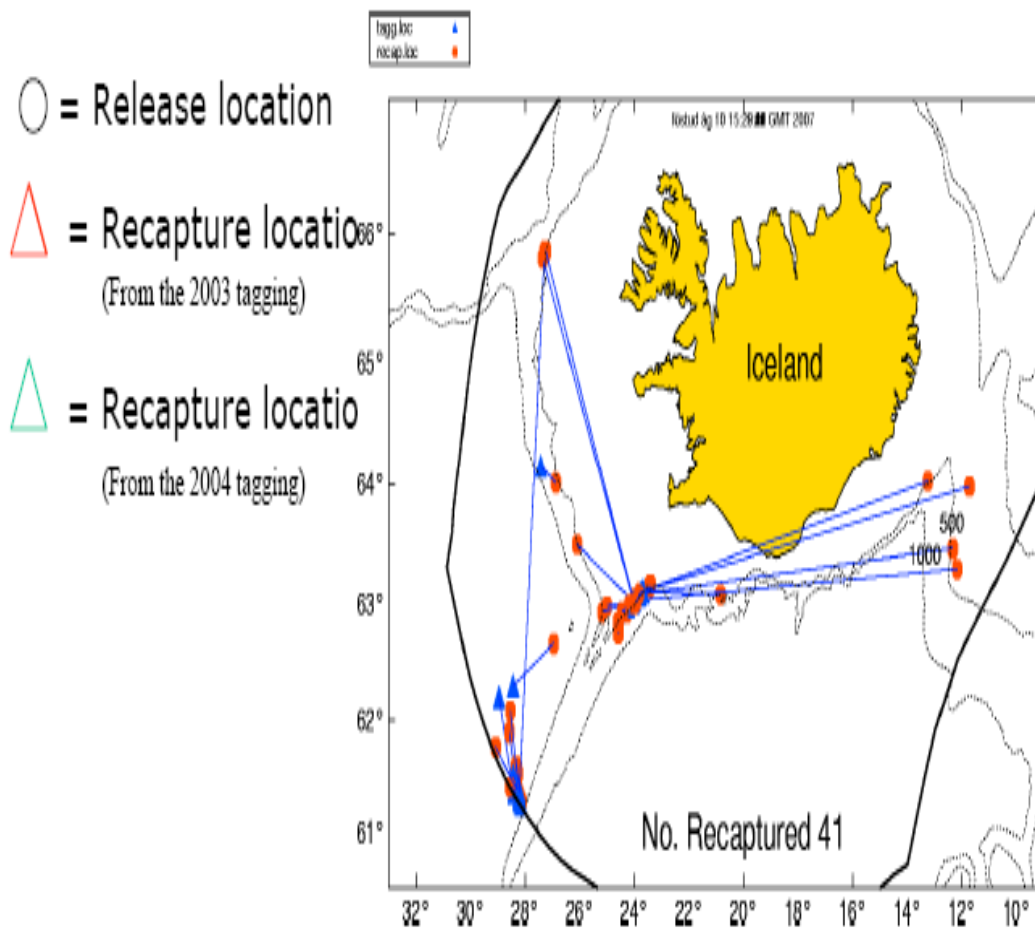 tagg.loc
recap.loc
= Release location
= Recapture locatio
(From the 2003 tagging)
= Recapture locatio
(From the 2004 tagging)
GMT 2007
66°
65°
64°
63°
62°
61°
Iceland
500
1000
No. Recaptured 41
32° 30° 28° 26° 24° 22° 20° 18° 16° 14° 12° 10°